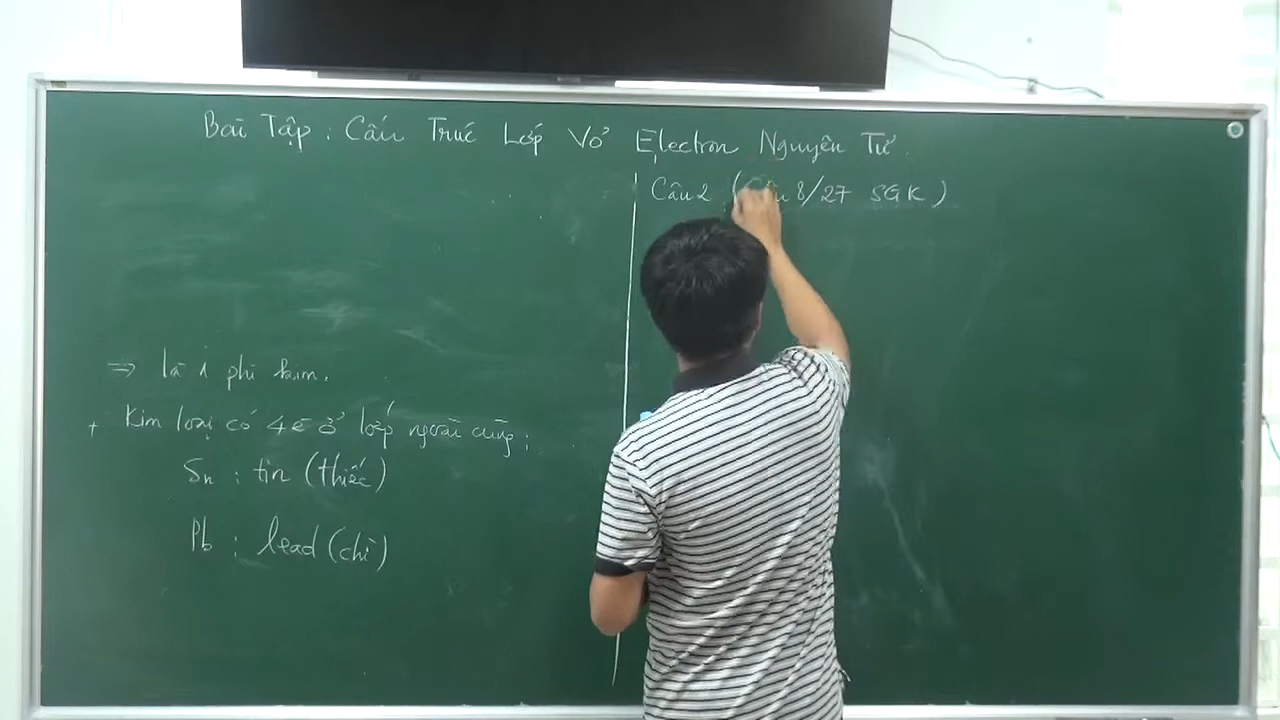 Bài Tập : Cấu Trúc Lớp Vỏ Electron Nguyên Tử.
=> là 1 phi kim.
+ Kim loại có 4e ở lớp ngoài cùng:
Sn : tin (thiếc)
Pb : lead (chì)
Câu 2 ( 8/27 SGK )